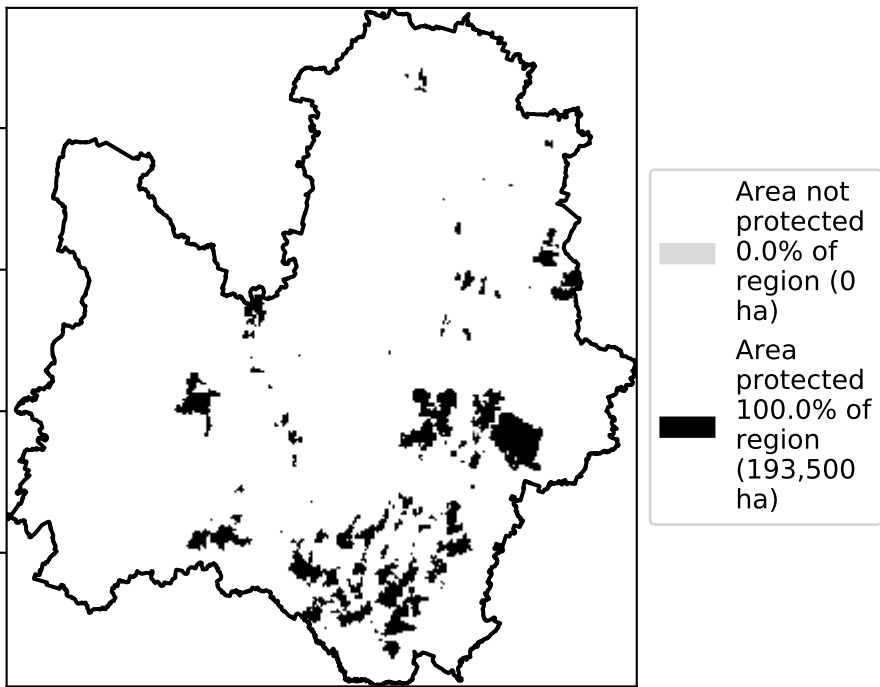 Area not
protected
0.0% of
region (0
ha)
Area
protected
100.0% of
region
(193,500
ha)